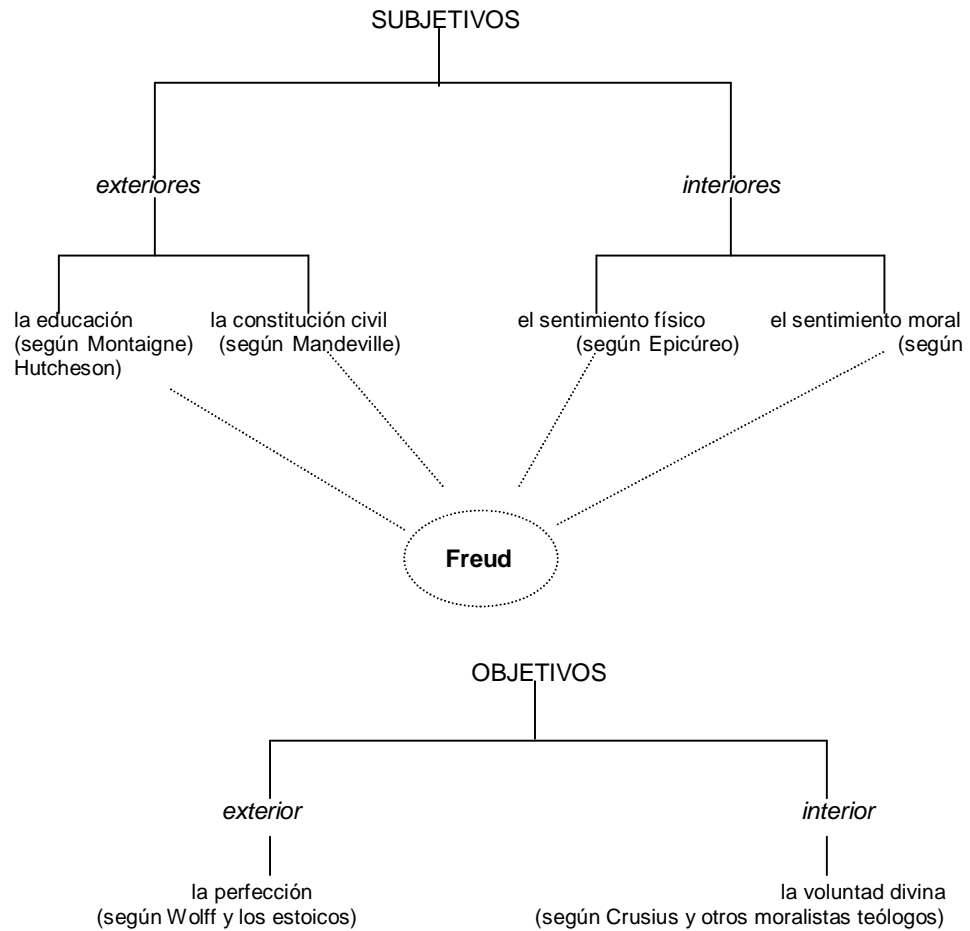 SUBJETIVOS
exteriores interiores
la educación la constitución civil el sentimiento físico el sentimiento moral
(según Montaigne) (según Mandeville) (según Epicúreo) (según
Hutcheson)
Freud
OBJETIVOS
exterior interior
la perfección la voluntad divina
(según Wolff y los estoicos) (según Crusius y otros moralistas teólogos)